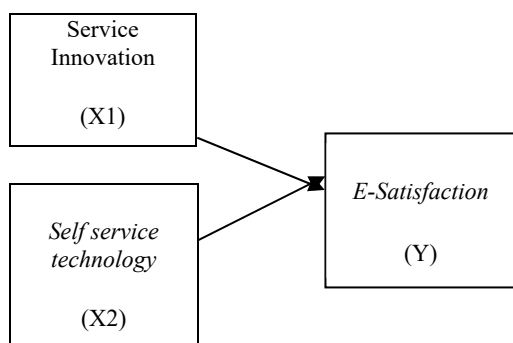 Service
Innovation
(X1)
Self service
technology
(X2)
E-Satisfaction
(Y)